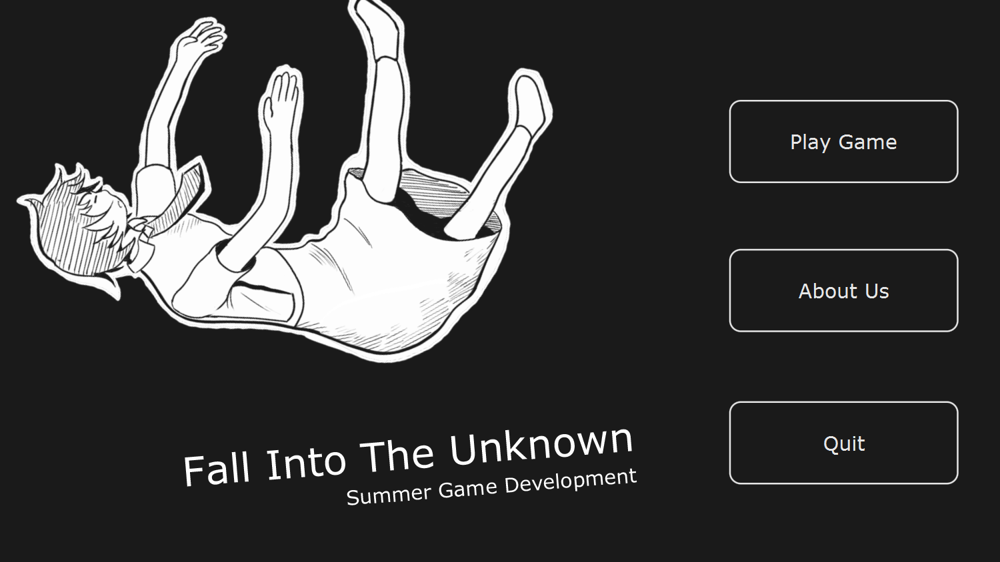 Fall Into The Unknown
Summer Game Development
Play Game
About Us
Quit